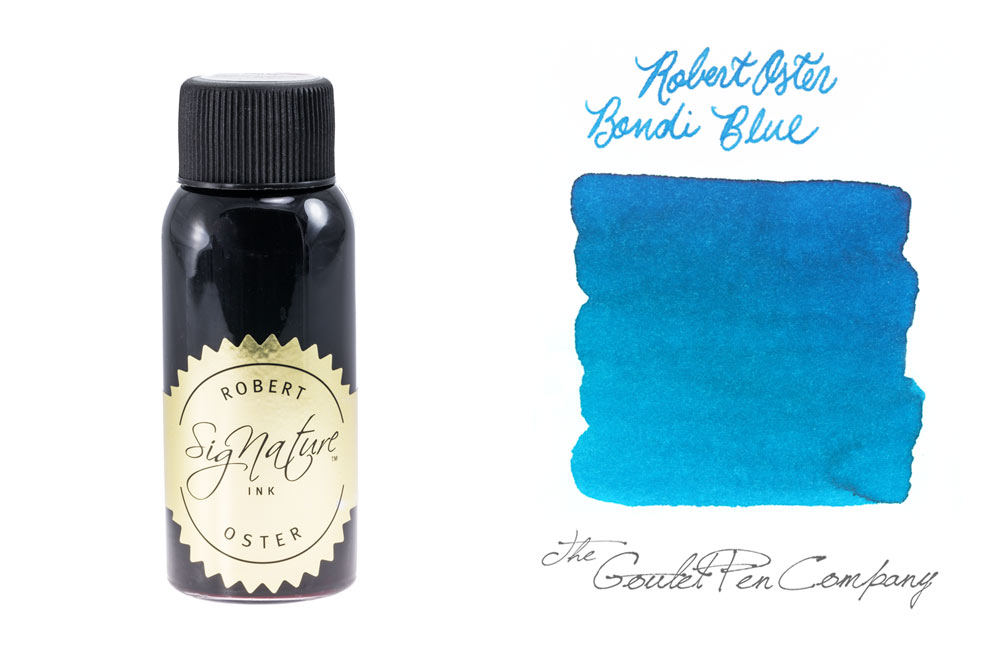 ROBERT
SigNature™
INK
OSTER
Robert Oster
Bondi Blue
The
Goulet Pen Company